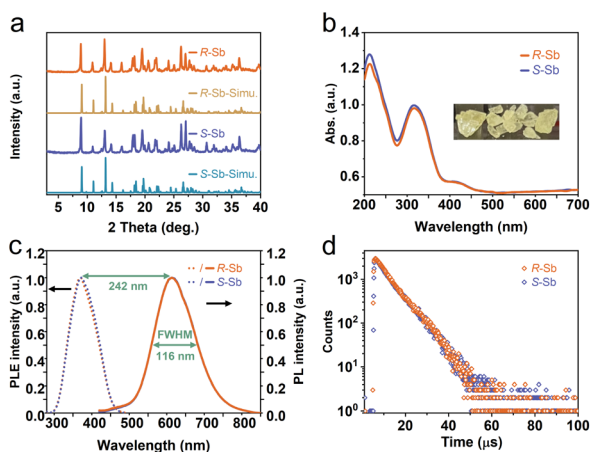 a
Intensity (a.u.)
R-Sb
R-Sb-Simu.
S-Sb
S-Sb-Simu.
5 10 15 20 25 30 35 40
2 Theta (deg.)
b
Abs. (a.u.)
1.4
1.2
1.0
0.8
0.6
R-Sb
S-Sb
200 300 400 500 600 700
Wavelength (nm)
c
PLE intensity (a.u.)
1.2
1.0
0.8
0.6
0.4
0.2
0.0
242 nm
/ R-Sb
/ S-Sb
FWHM
116 nm
1.2
1.0
0.8
0.6
0.4
0.2
0.0
PL intensity (a.u.)
300 400 500 600 700 800
Wavelength (nm)
d
Counts
10³
10²
10¹
10⁰
R-Sb
S-Sb
20 40 60 80 100
Time (μs)